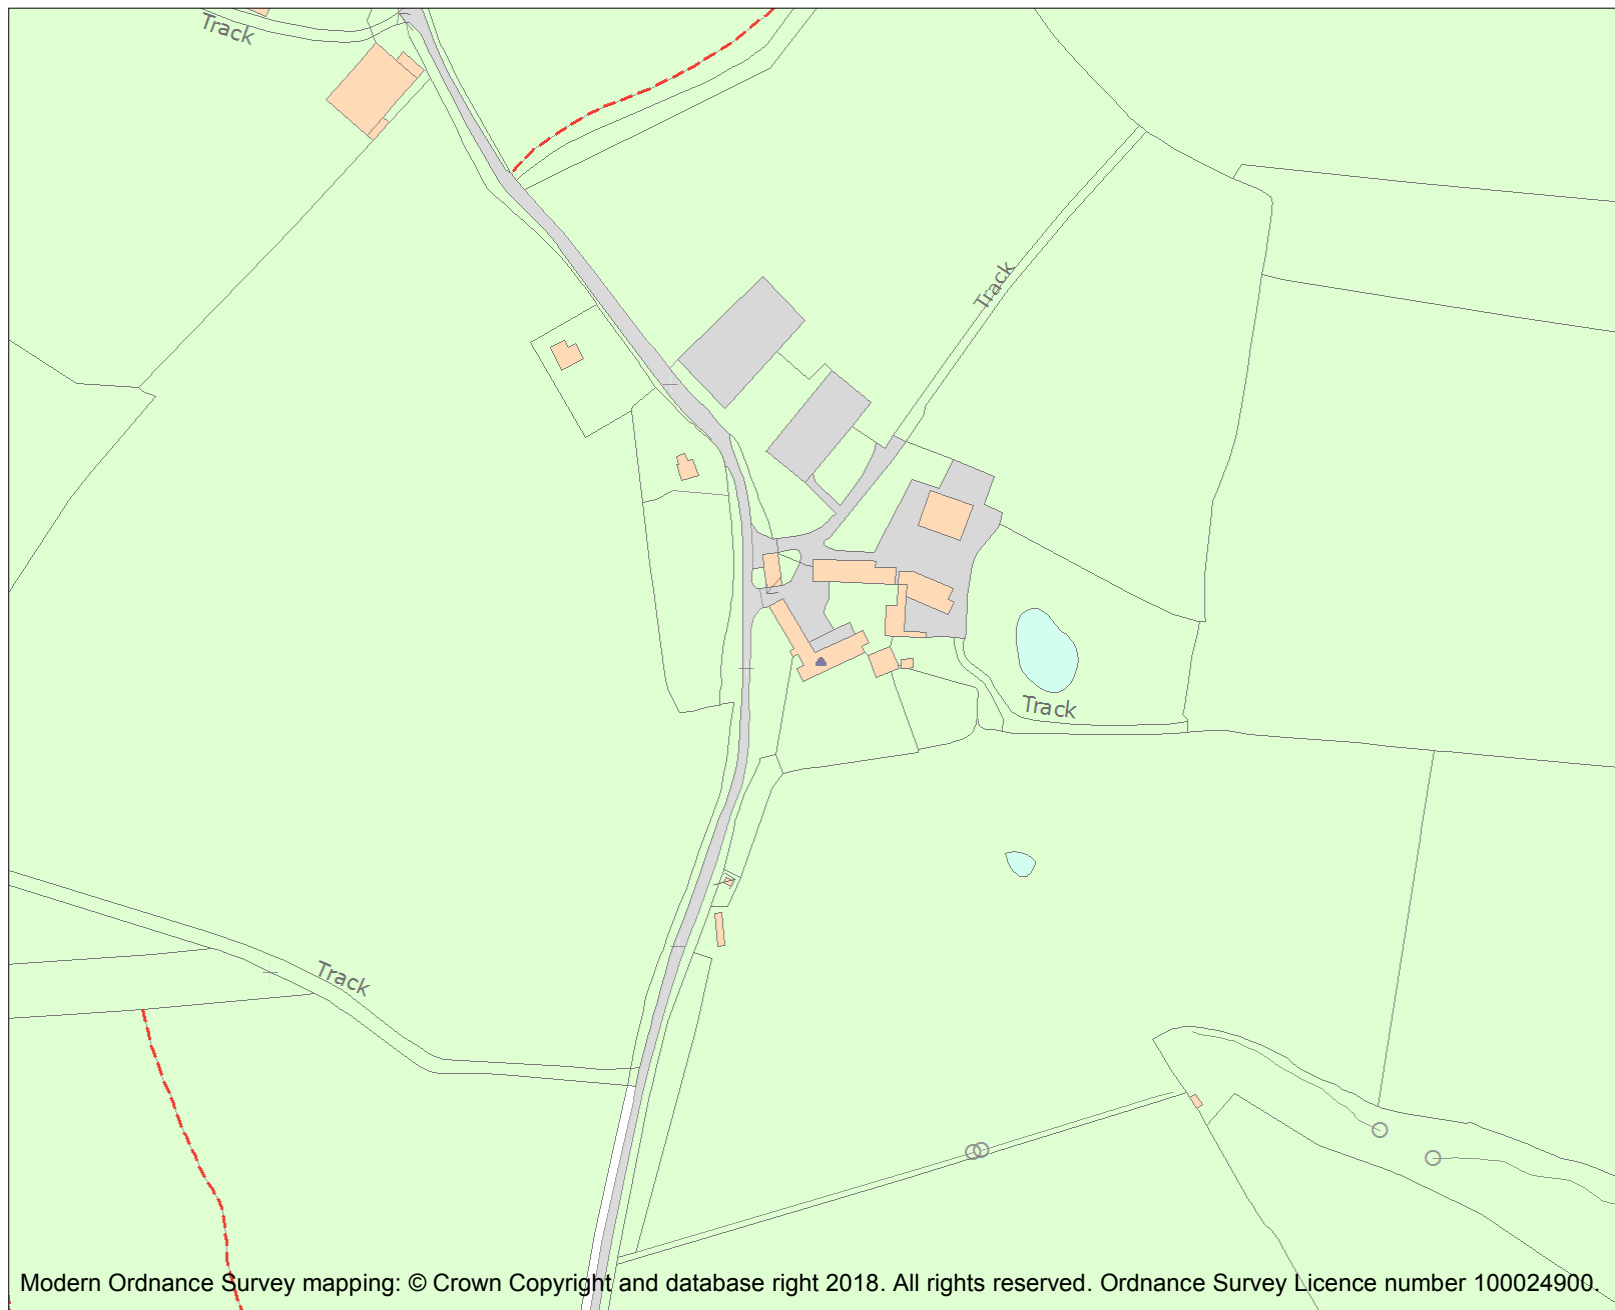 Track
Track
Track
Track
Modern Ordnance Survey mapping: © Crown Copyright and database right 2018. All rights reserved. Ordnance Survey Licence number 100024900.